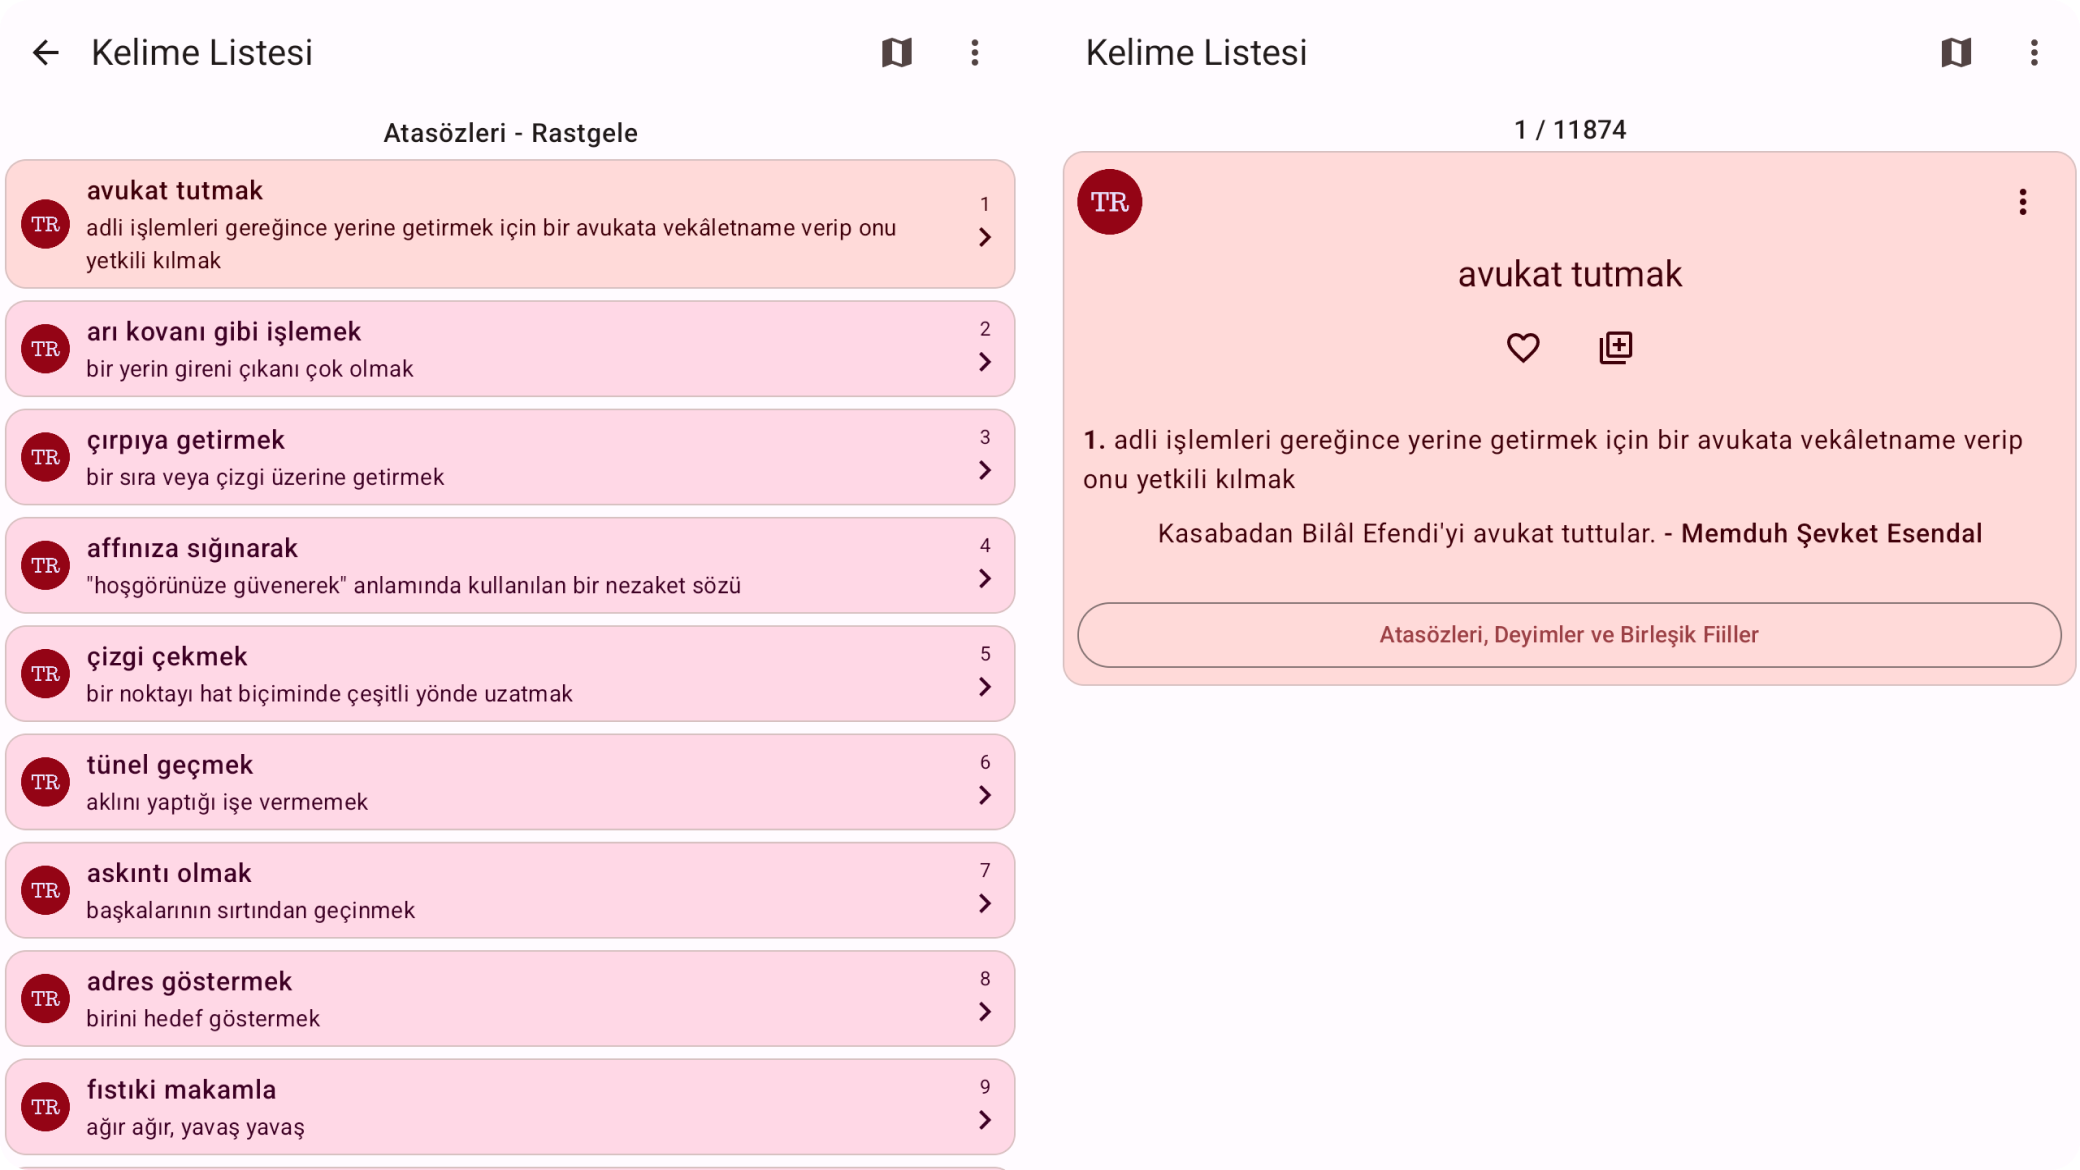 Kelime Listesi
Atasözleri - Rastgele
TR
avukat tutmak
adli işlemleri gereğince yerine getirmek için bir avukata vekâletname verip onu
yetkili kılmak
1
TR
arı kovanı gibi işlemek
bir yerin gireni çıkanı çok olmak
2
TR
çırpıya getirmek
bir sıra veya çizgi üzerine getirmek
3
TR
affınıza sığınarak
"hoşgörünüze güvenerek" anlamında kullanılan bir nezaket sözü
4
TR
çizgi çekmek
bir noktayı hat biçiminde çeşitli yönde uzatmak
5
TR
tünel geçmek
aklını yaptığı işe vermemek
6
TR
askıntı olmak
başkalarının sırtından geçinmek
7
TR
adres göstermek
birini hedef göstermek
8
TR
fıstıki makamla
ağır ağır, yavaş yavaş
9
Kelime Listesi
1 / 11874
TR
avukat tutmak
1. adli işlemleri gereğince yerine getirmek için bir avukata vekâletname verip
onu yetkili kılmak
Kasabadan Bilâl Efendi'yi avukat tuttular. - Memduh Şevket Esendal
Atasözleri, Deyimler ve Birleşik Fiiller